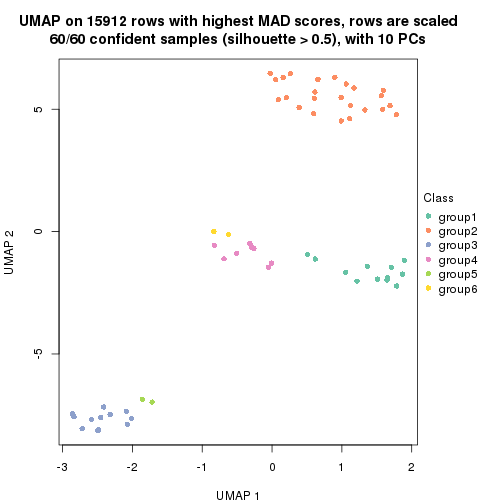 UMAP on 15912 rows with highest MAD scores, rows are scaled
60/60 confident samples (silhouette > 0.5), with 10 PCs
5
0
-5
UMAP 2
-3 -2 -1 0 1 2
UMAP 1
Class
group1
group2
group3
group4
group5
group6